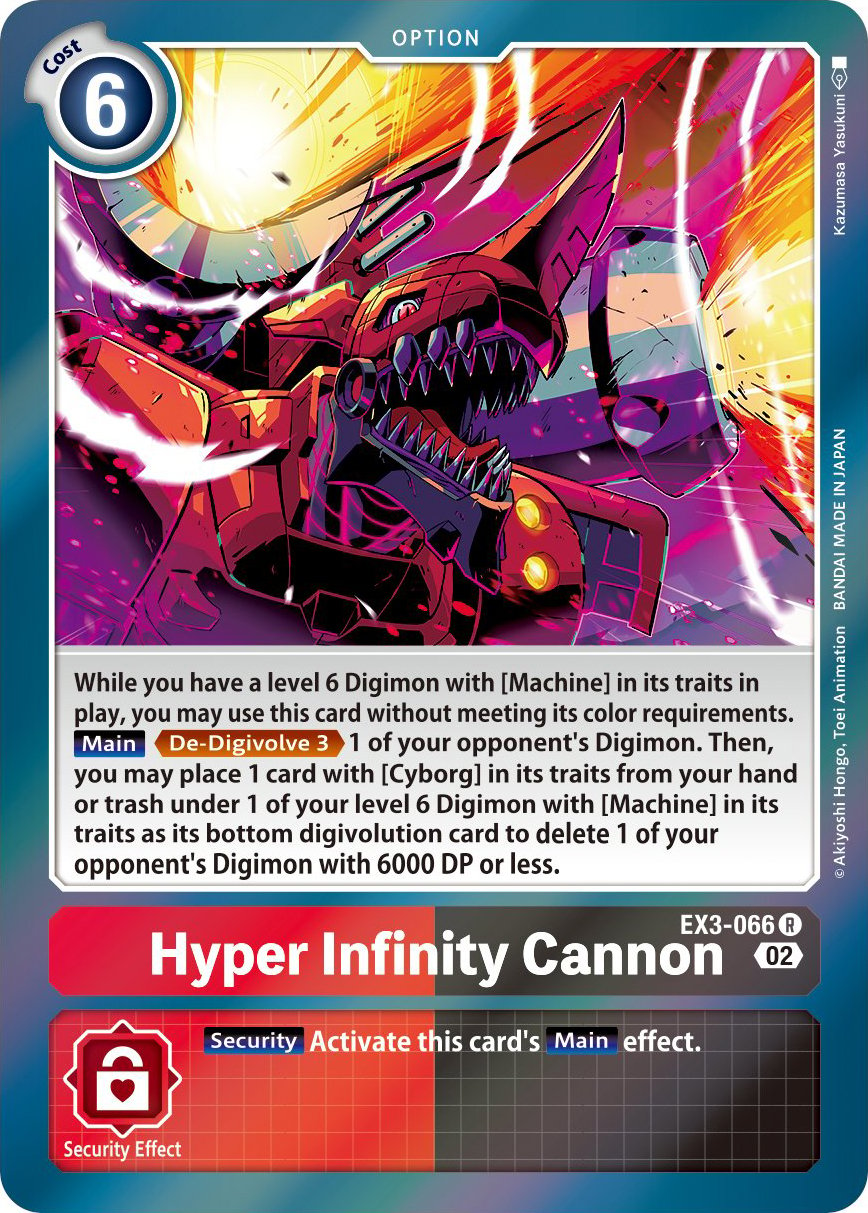 OPTION
Cost
6
Kazumasa Yasukuni
While you have a level 6 Digimon with [Machine] in its traits in
play, you may use this card without meeting its color requirements.
Main De-Digivolve 3 1 of your opponent's Digimon. Then,
you may place 1 card with [Cyborg] in its traits from your hand
or trash under 1 of your level 6 Digimon with [Machine] in its
traits as its bottom digivolution card to delete 1 of your
opponent's Digimon with 6000 DP or less.
© Akiyoshi Hongo, Toei Animation BANDAI MADE IN JAPAN
EX3-066 R
Hyper Infinity Cannon 02
Security Activate this card's Main effect.
Security Effect